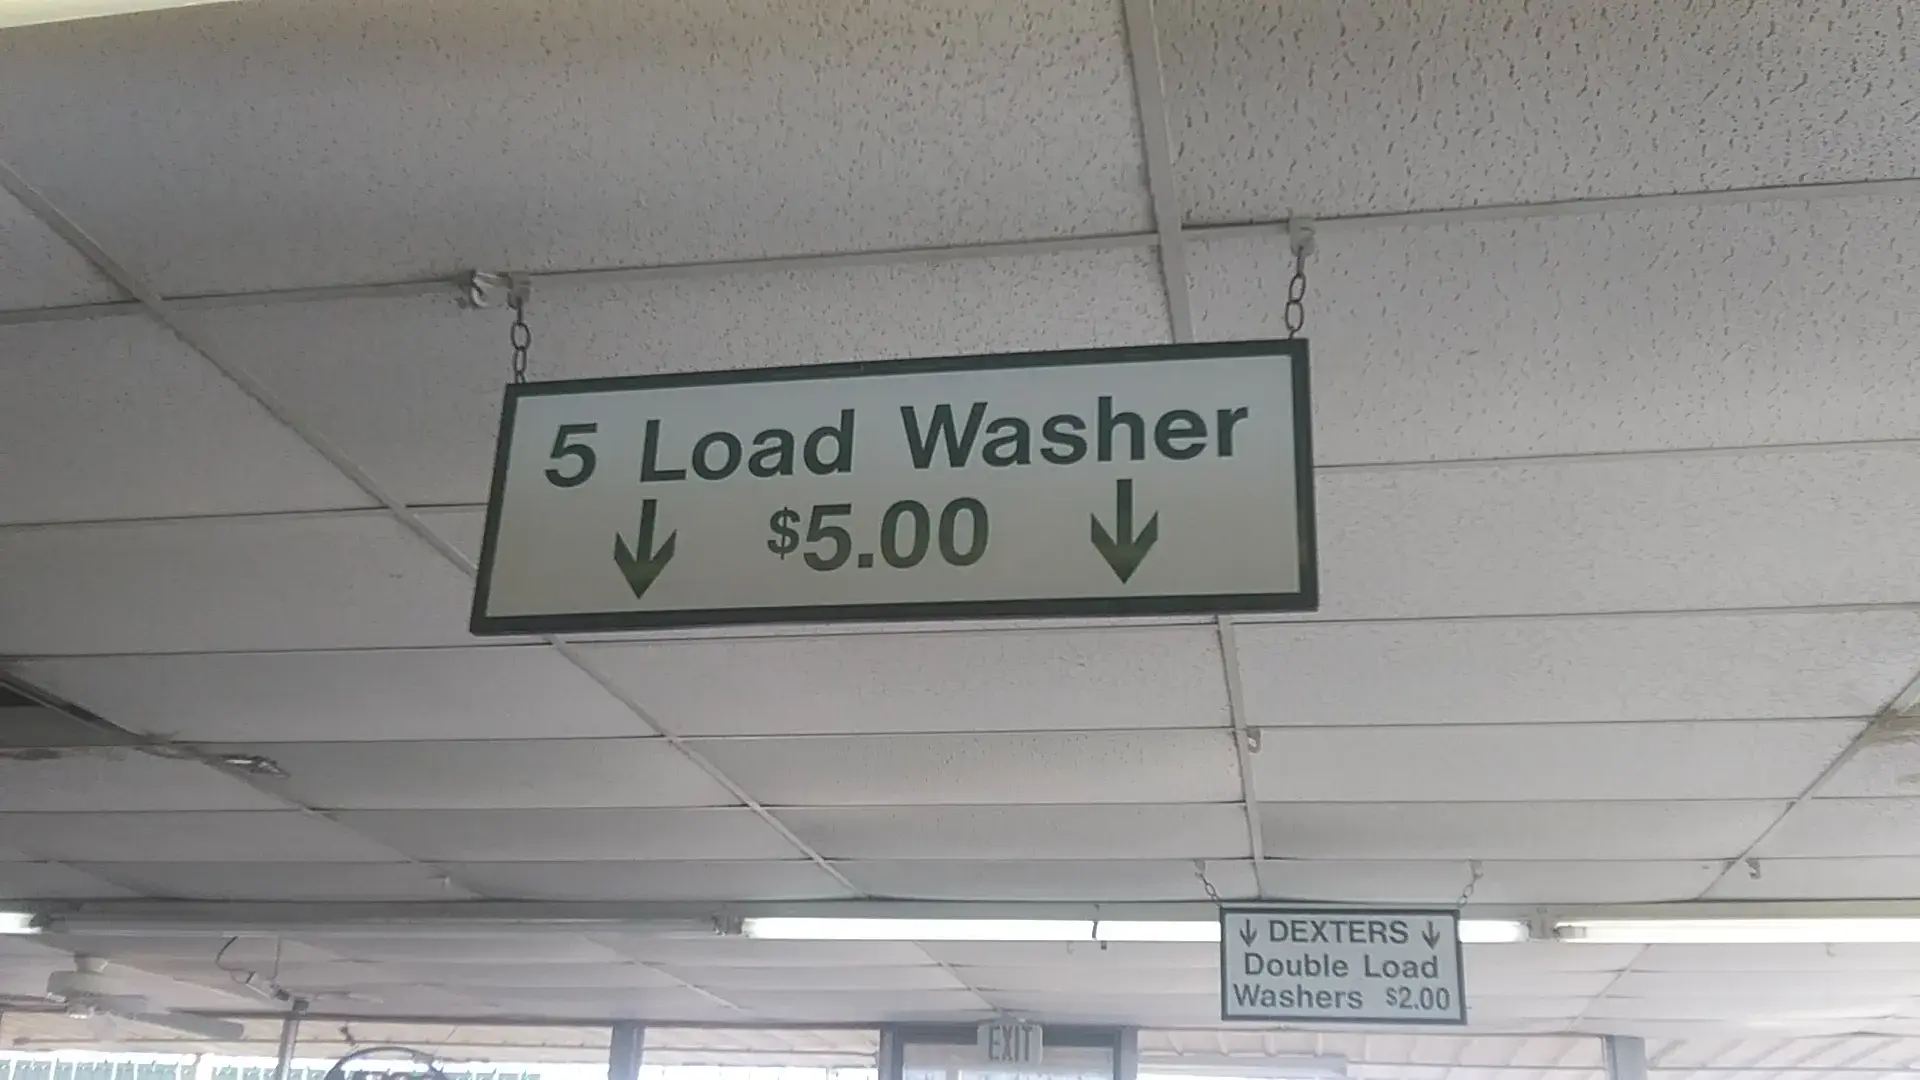 5 Load Washer
↓ $5.00 ↓
↓ DEXTERS ↓
Double Load
Washers $2.00
EXIT